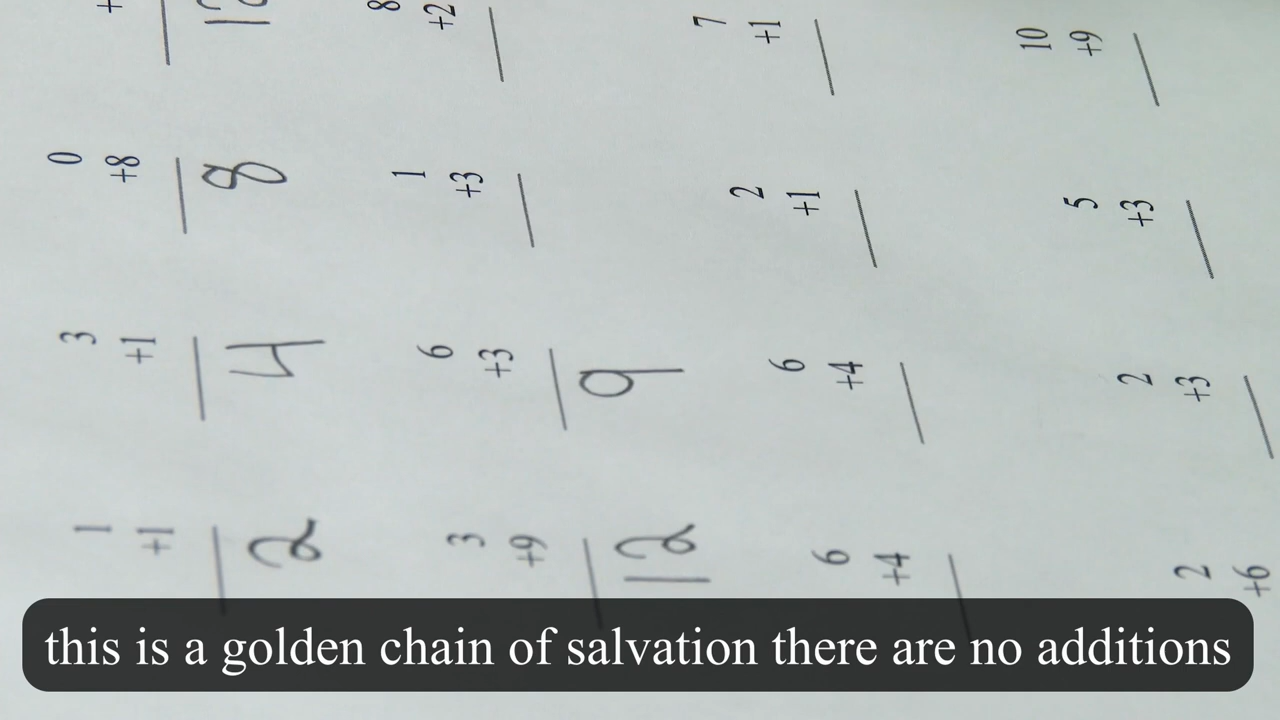 1 3 0
+1 +1 +8 +
2 4 8 12
3 6 1 8
+9 +3 +3 +2
12 9
6 6 2 7
+4 +4 +1 +1
2 2 5 10
+6 +3 +3 +9
this is a golden chain of salvation there are no additions